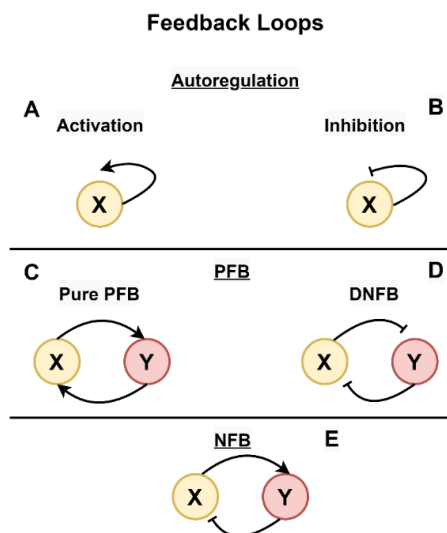 Feedback Loops
Autoregulation
A
B
Activation
Inhibition
X
X
C
PFB
D
Pure PFB
DNFB
X
Y
X
Y
NFB
E
X
Y